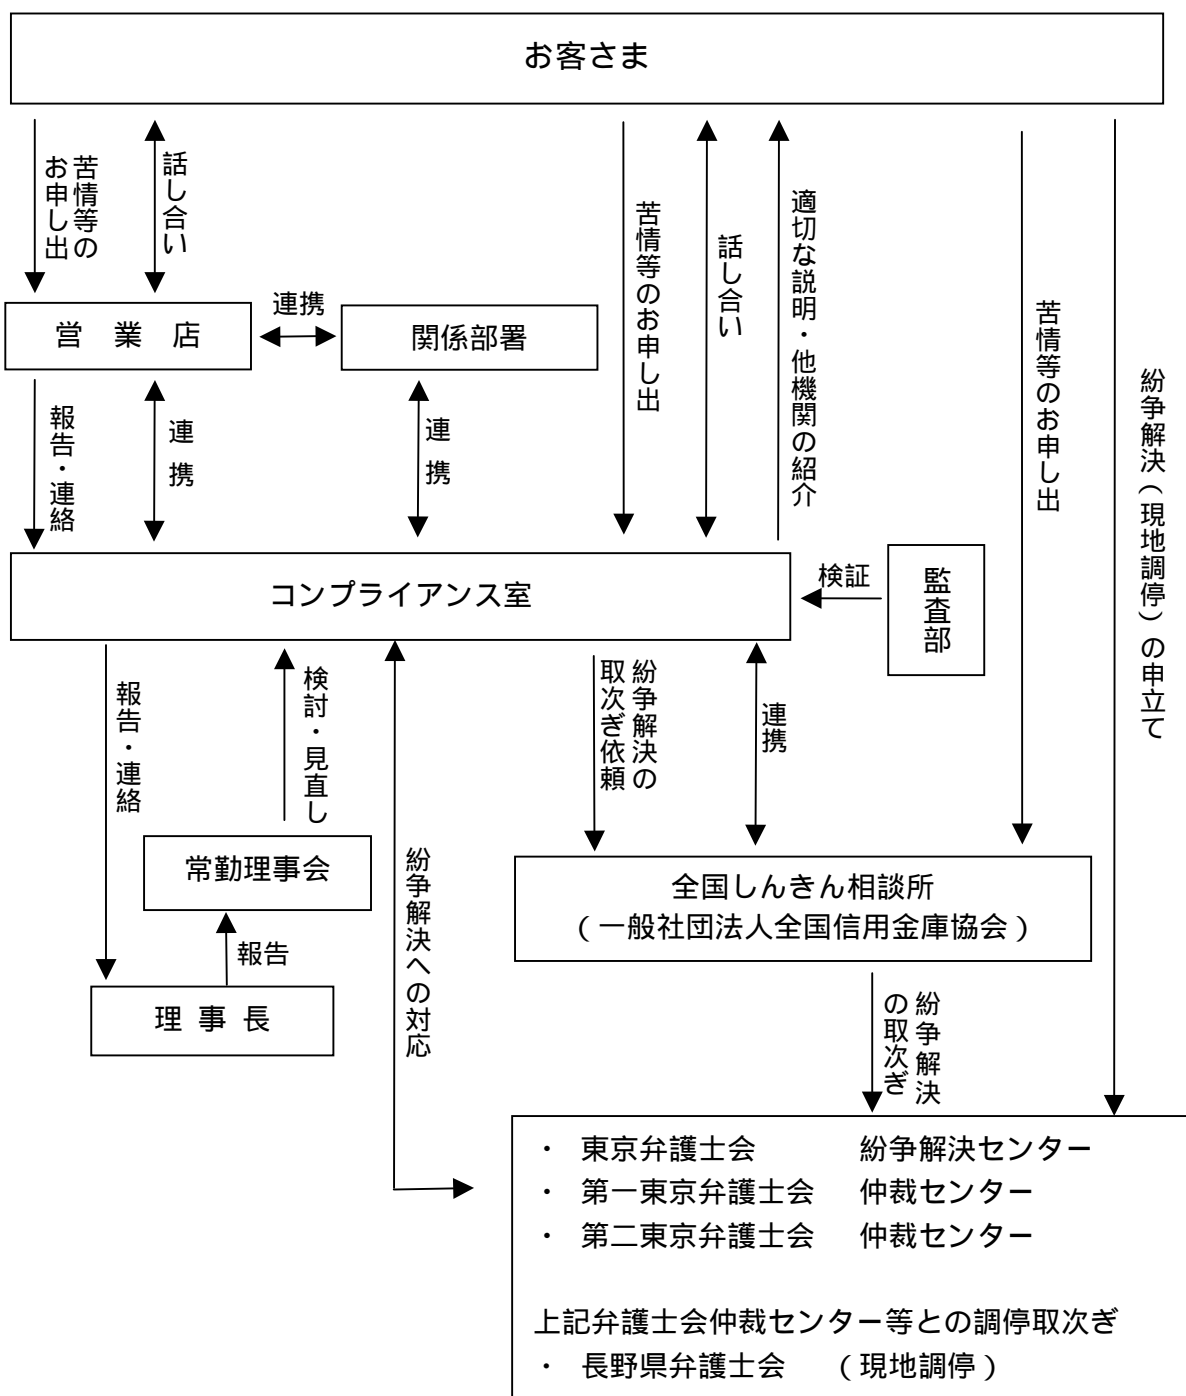 お客さま
苦情等の
お申し出
話し合い
苦情等のお申し出
話し合い
適切な説明・他機関の紹介
苦情等のお申し出
紛争解決(現地調停)の申立て
営 業 店
連携
関係部署
報告・連絡
連携
連携
コンプライアンス室
検証
監査部
報告・連絡
検討・見直し
紛争解決への対応
紛争解決の
取次ぎ依頼
連携
常勤理事会
報告
理 事 長
全国しんきん相談所
(一般社団法人全国信用金庫協会)
紛争解決
の取次ぎ
・ 東京弁護士会 紛争解決センター
・ 第一東京弁護士会 仲裁センター
・ 第二東京弁護士会 仲裁センター
上記弁護士会仲裁センター等との調停取次ぎ
・ 長野県弁護士会 (現地調停)